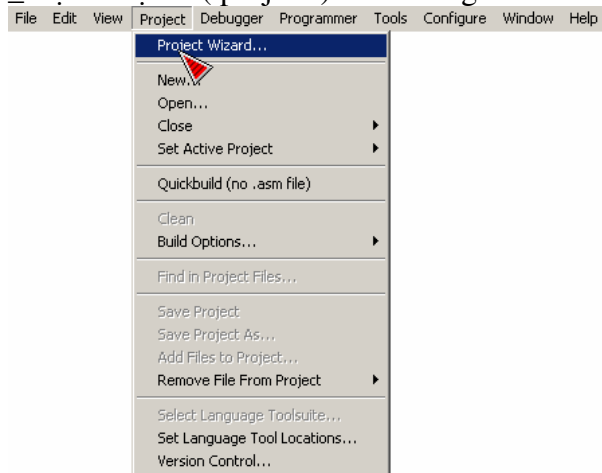 ( project)
File Edit View Project Debugger Programmer Tools Configure Window Help
Project Wizard...
New...
Open...
Close
Set Active Project
Quickbuild (no .asm file)
Clean
Build Options...
Find in Project Files...
Save Project
Save Project As...
Add Files to Project...
Remove File From Project
Select Language Toolsuite...
Set Language Tool Locations...
Version Control...